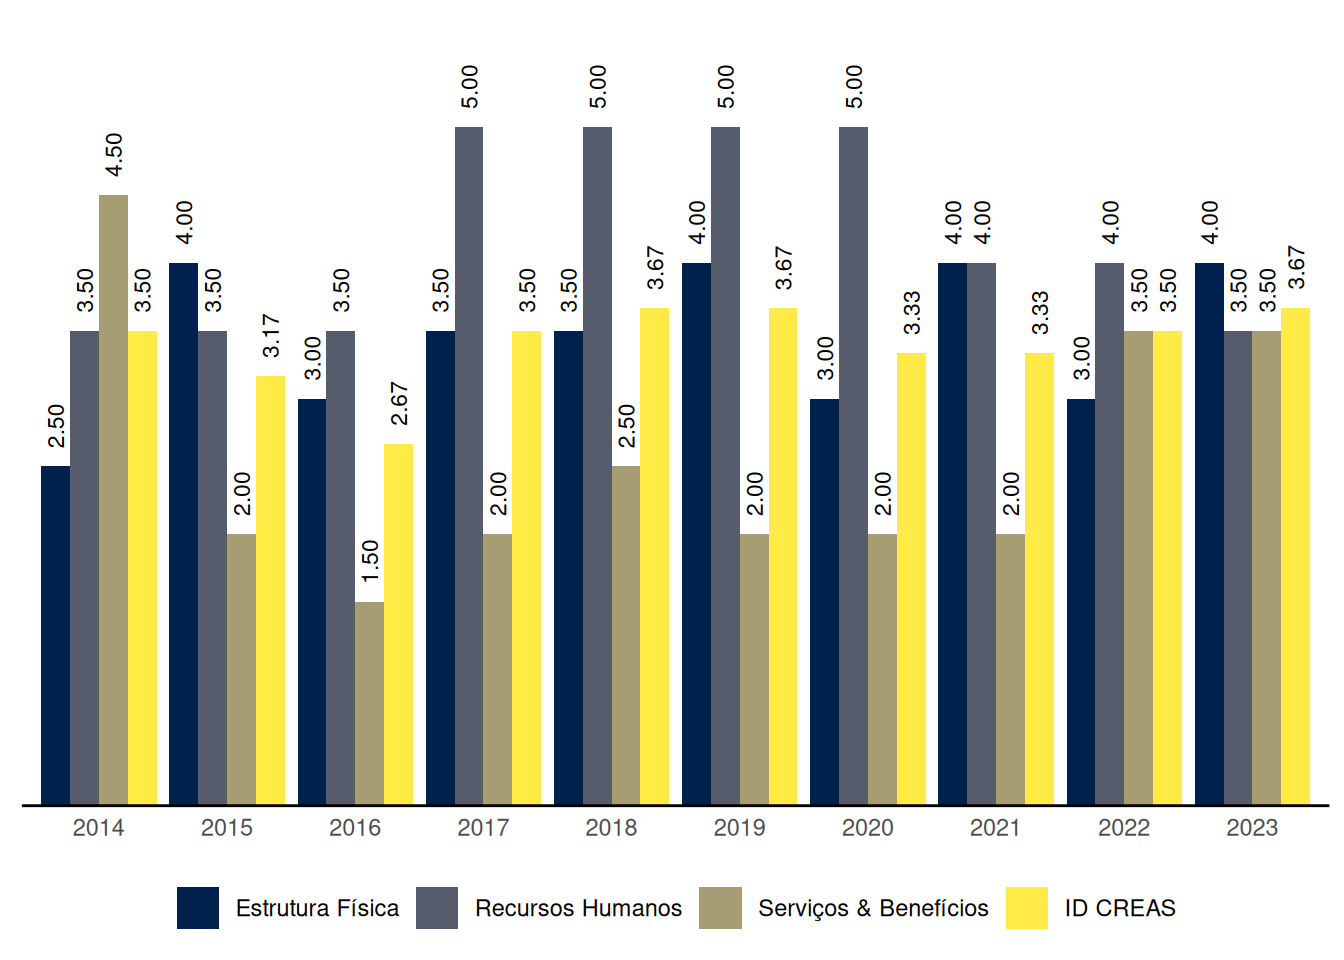 5.00 5.00 5.00 5.00
4.50
4.00 4.00 4.00 4.00 4.00 4.00
3.50 3.50 3.50 3.50 3.50 3.50 3.67 3.67 3.50 3.50 3.50 3.50 3.67
3.00 3.17 3.00 3.33 3.33 3.00
2.50 2.67 2.50
2.00 2.00 2.00 2.00 2.00
1.50
2014 2015 2016 2017 2018 2019 2020 2021 2022 2023
Estrutura Física Recursos Humanos Serviços & Benefícios ID CREAS